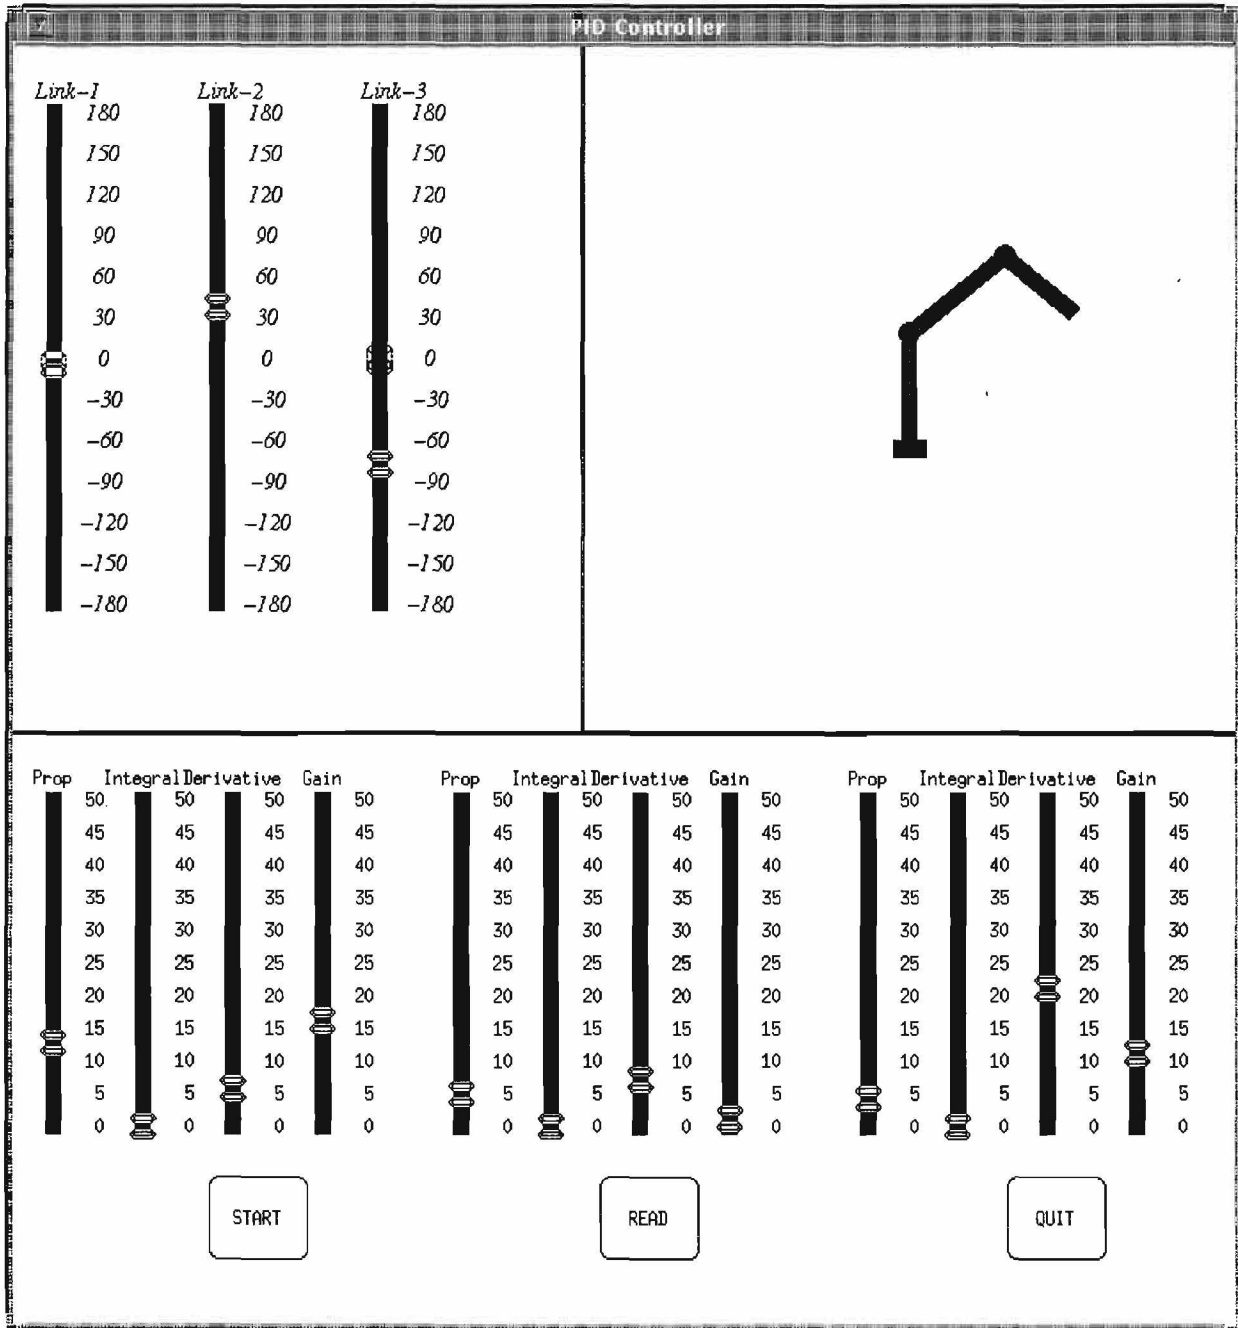 PID Controller
Link-1 Link-2 Link-3
180 180 180
150 150 150
120 120 120
90 90 90
60 60 60
30 30 30
0 0 0
-30 -30 -30
-60 -60 -60
-90 -90 -90
-120 -120 -120
-150 -150 -150
-180 -180 -180
Prop Integral Derivative Gain Prop Integral Derivative Gain Prop Integral Derivative Gain
50 50 50 50 50 50 50 50 50 50 50 50
45 45 45 45 45 45 45 45 45 45 45 45
40 40 40 40 40 40 40 40 40 40 40 40
35 35 35 35 35 35 35 35 35 35 35 35
30 30 30 30 30 30 30 30 30 30 30 30
25 25 25 25 25 25 25 25 25 25 25 25
20 20 20 20 20 20 20 20 20 20 20 20
15 15 15 15 15 15 15 15 15 15 15 15
10 10 10 10 10 10 10 10 10 10 10 10
5 5 5 5 5 5 5 5 5 5 5 5
0 0 0 0 0 0 0 0 0 0 0 0
START READ QUIT